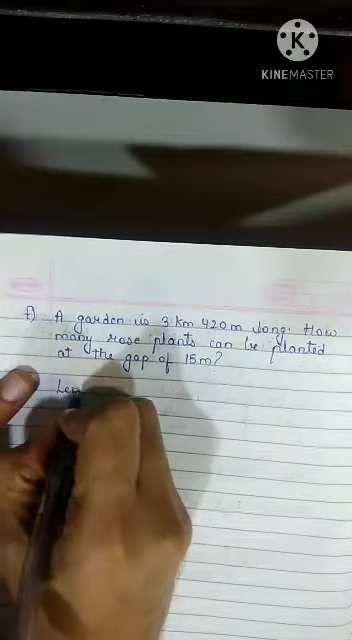 K
KINEMASTER
f) A garden is 3 km 420 m long. How
many rose plants can be planted
at the gap of 15m?
Len